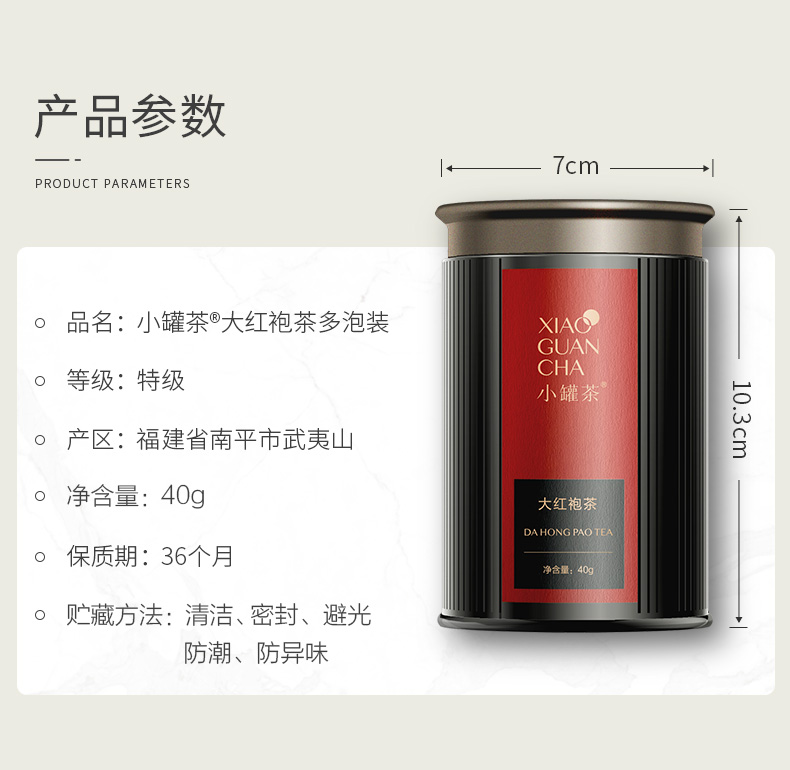 产品参数
PRODUCT PARAMETERS
7cm
10.3cm
品名：小罐茶®大红袍茶多泡装
等级：特级
产区：福建省南平市武夷山
净含量：40g
保质期：36个月
贮藏方法：清洁、密封、避光
防潮、防异味
XIAO
GUAN
CHA
小罐茶®
大红袍茶
DA HONG PAO TEA
净含量：40g